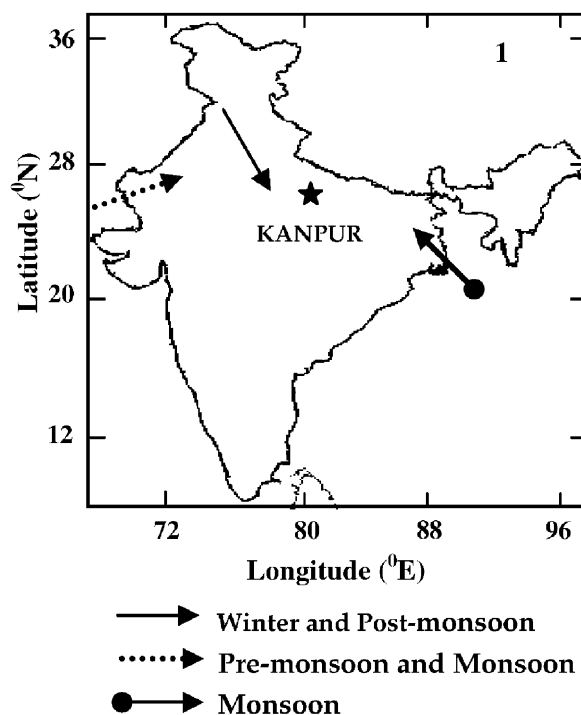 36
1
28
KANPUR
20
12
Latitude (⁰N)
72
80
88
96
Longitude (⁰E)
Winter and Post-monsoon
Pre-monsoon and Monsoon
Monsoon